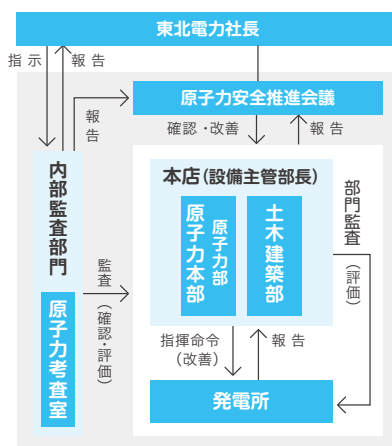 東北電力社長
指示
報告
原子力安全推進会議
報告
確認・改善
報告
内部監査部門
原子力考査室
監査
(確認・評価)
本店(設備主管部長)
原子力本部
原子力部
土木建築部
部門監査
(評価)
指揮命令
(改善)
報告
発電所